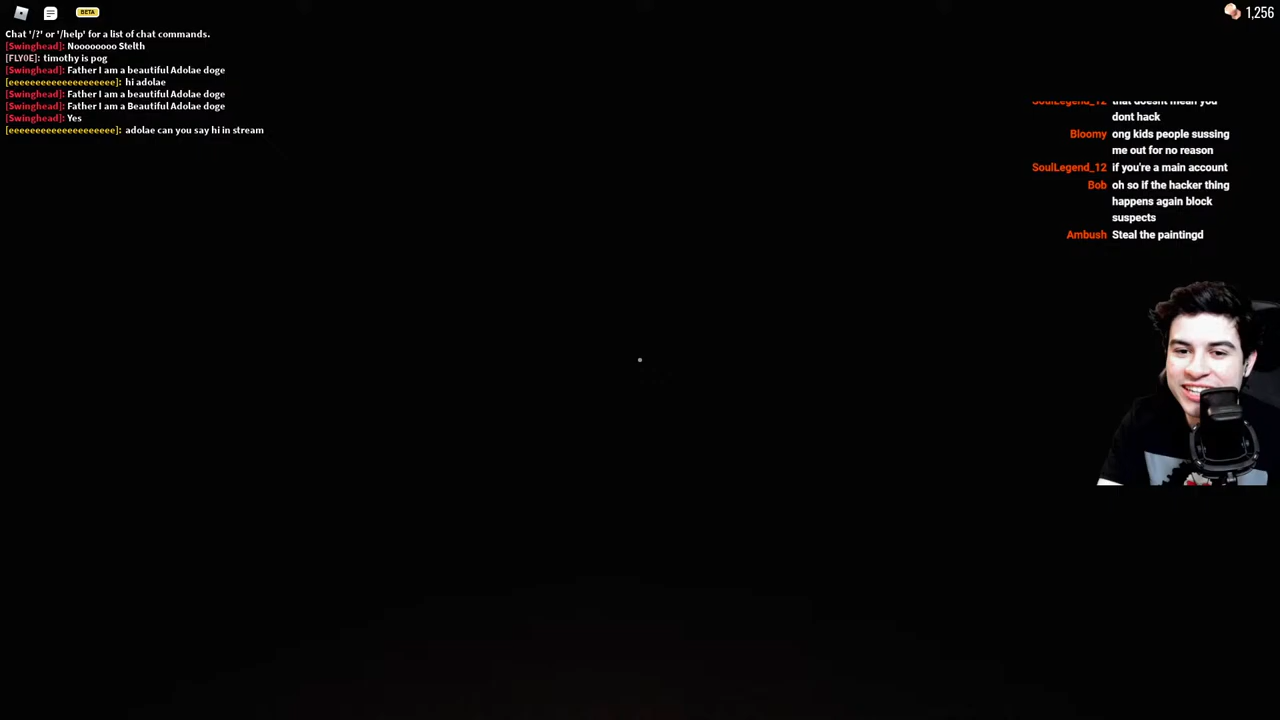 BETA
1,256
Chat '/?' or '/help' for a list of chat commands.
[Swinghead]: Noooooooo Stelth
[FLY0E]: timothy is pog
[Swinghead]: Father I am a beautiful Adolae doge
[eeeeeeeeeeeeeeeeeeee]: hi adolae
[Swinghead]: Father I am a beautiful Adolae doge
[Swinghead]: Father I am a Beautiful Adolae doge
[Swinghead]: Yes
[eeeeeeeeeeeeeeeeeeee]: adolae can you say hi in stream
SoulLegend_12 that doesnt mean you
dont hack
Bloomy ong kids people sussing
me out for no reason
SoulLegend_12 if you're a main account
Bob oh so if the hacker thing
happens again block
suspects
Ambush Steal the paintingd